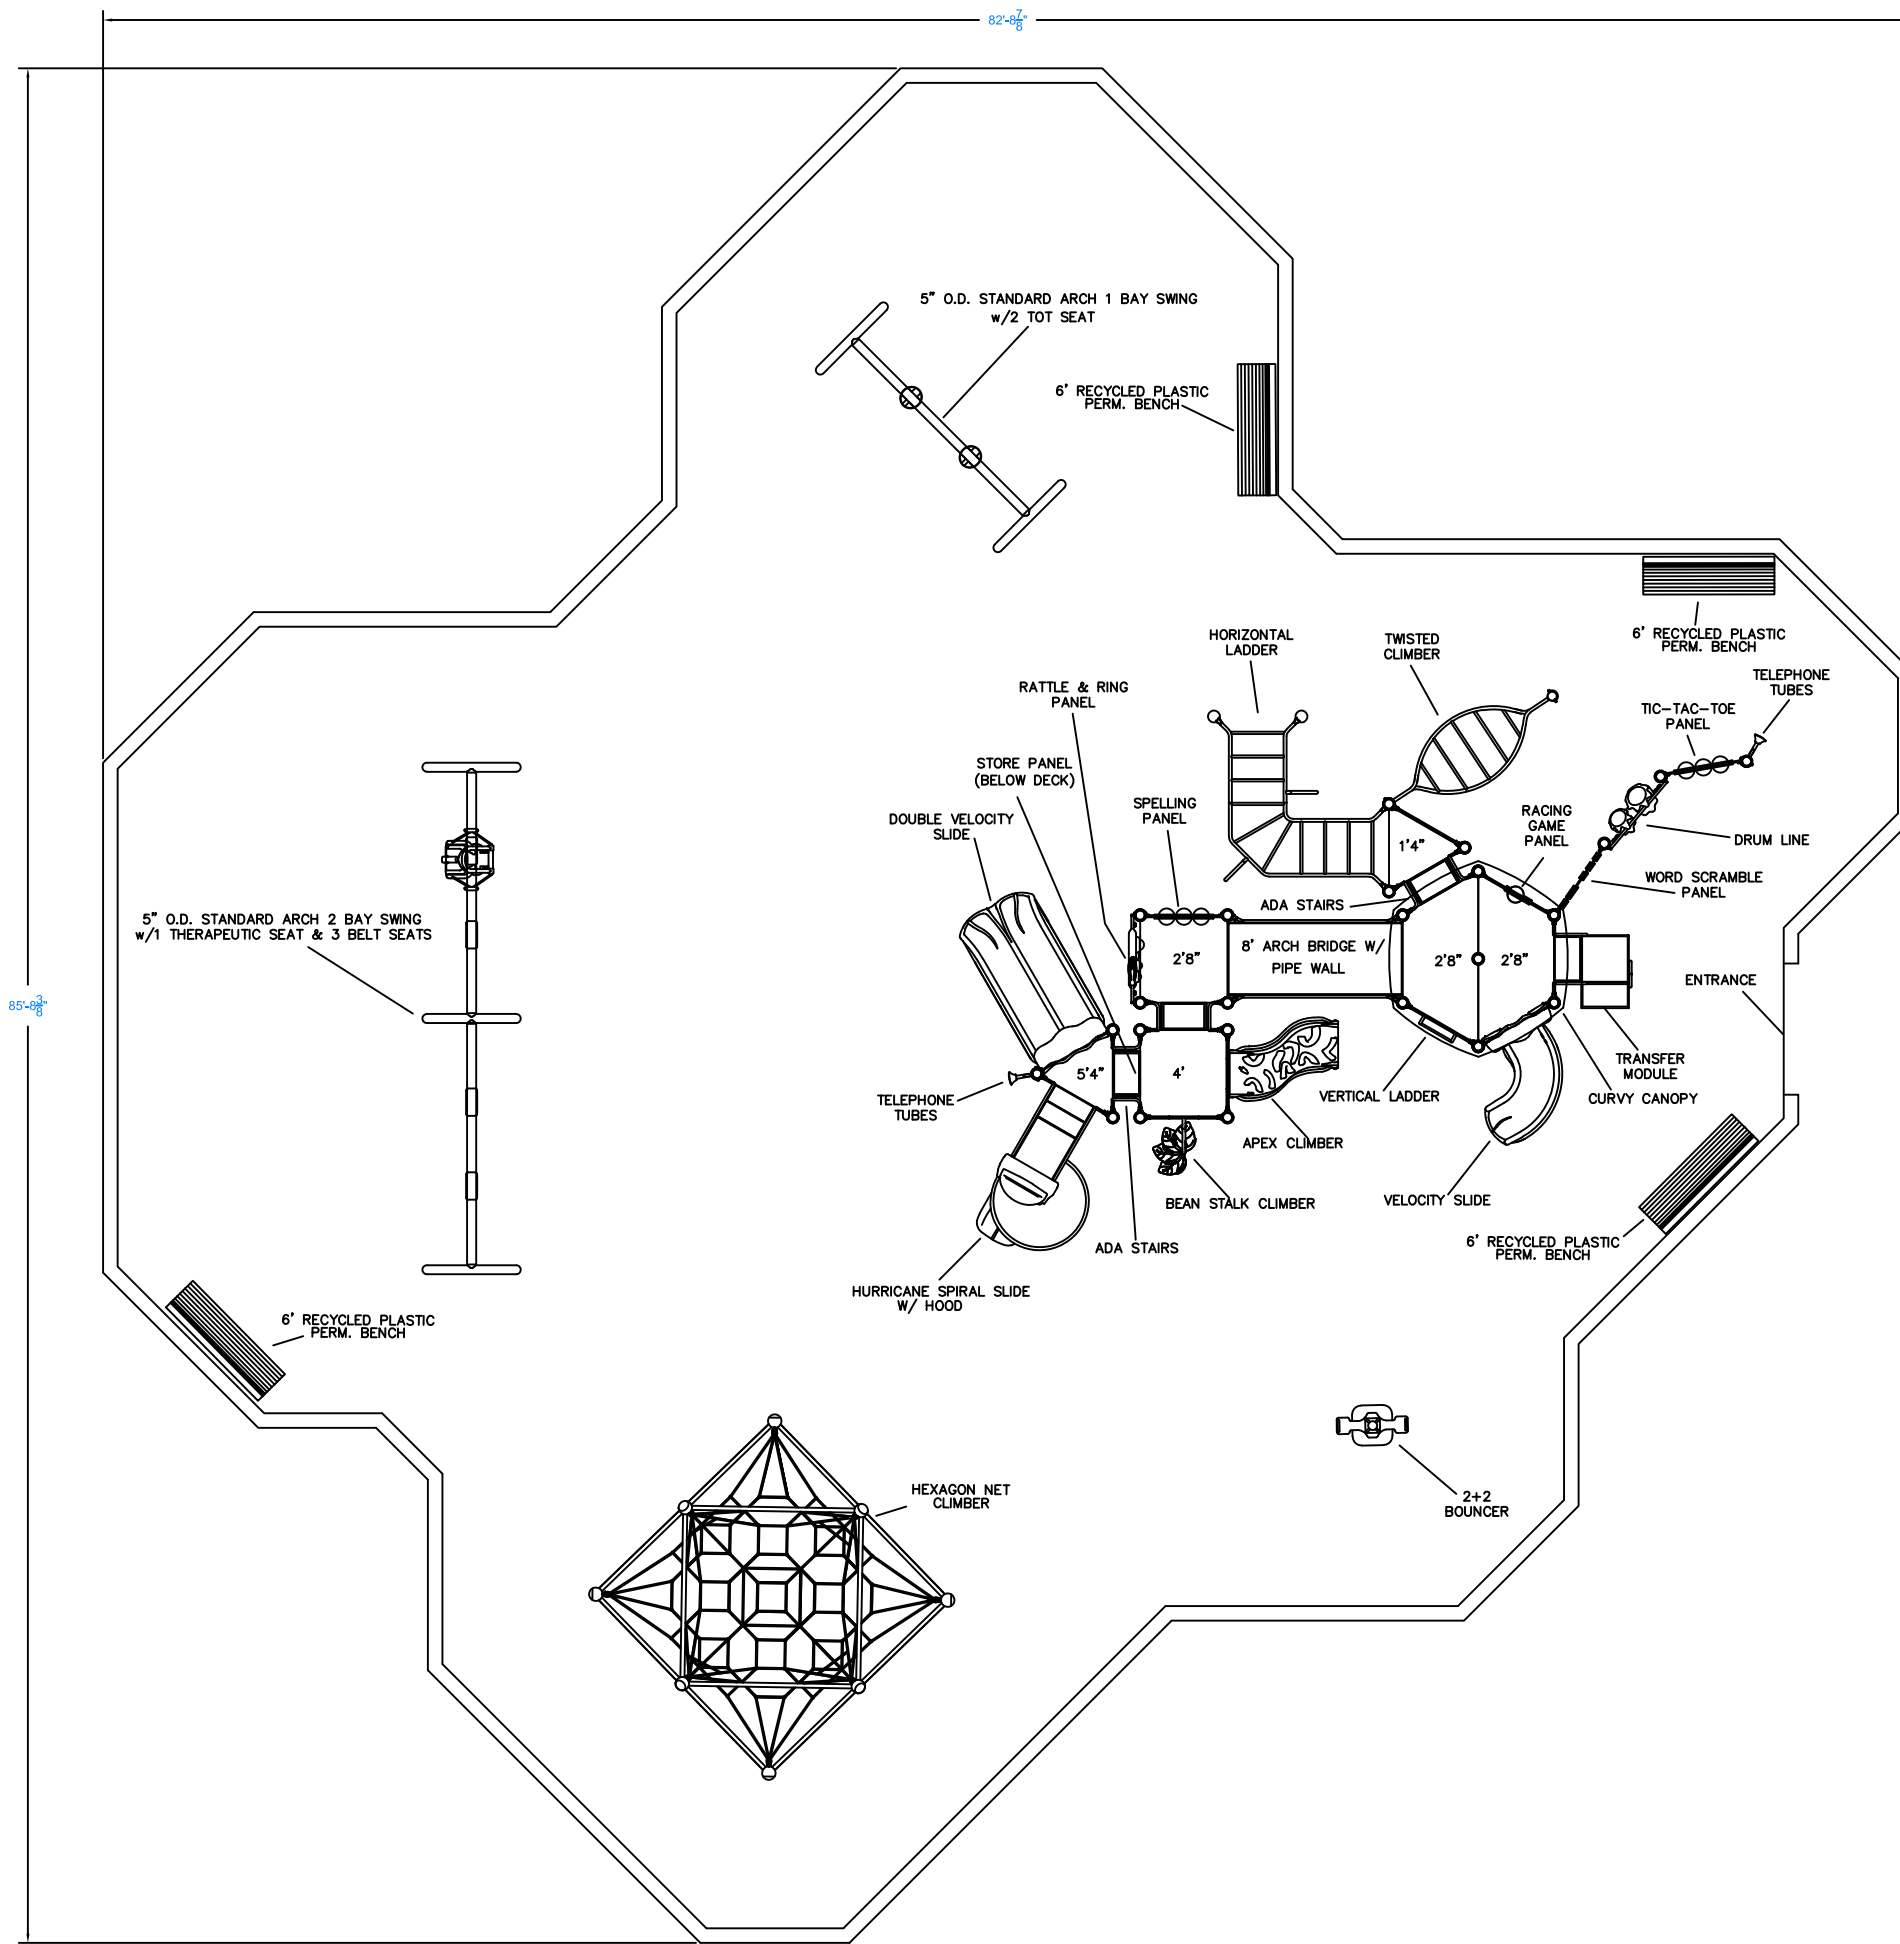 82'-8 7/8"
5" O.D. STANDARD ARCH 1 BAY SWING
w/2 TOT SEAT
6' RECYCLED PLASTIC
PERM. BENCH
6' RECYCLED PLASTIC
PERM. BENCH
HORIZONTAL
LADDER
TWISTED
CLIMBER
TELEPHONE
TUBES
RATTLE & RING
PANEL
TIC-TAC-TOE
PANEL
STORE PANEL
(BELOW DECK)
SPELLING
PANEL
RACING
GAME
PANEL
DOUBLE VELOCITY
SLIDE
1'4"
DRUM LINE
WORD SCRAMBLE
PANEL
ADA STAIRS
5" O.D. STANDARD ARCH 2 BAY SWING
w/1 THERAPEUTIC SEAT & 3 BELT SEATS
2'8"
8' ARCH BRIDGE W/
PIPE WALL
2'8"
2'8"
ENTRANCE
85'-8 3/8"
5'4"
4'
TRANSFER
MODULE
TELEPHONE
TUBES
VERTICAL LADDER
CURVY CANOPY
APEX CLIMBER
BEAN STALK CLIMBER
VELOCITY SLIDE
ADA STAIRS
6' RECYCLED PLASTIC
PERM. BENCH
HURRICANE SPIRAL SLIDE
W/ HOOD
6' RECYCLED PLASTIC
PERM. BENCH
HEXAGON NET
CLIMBER
2+2
BOUNCER